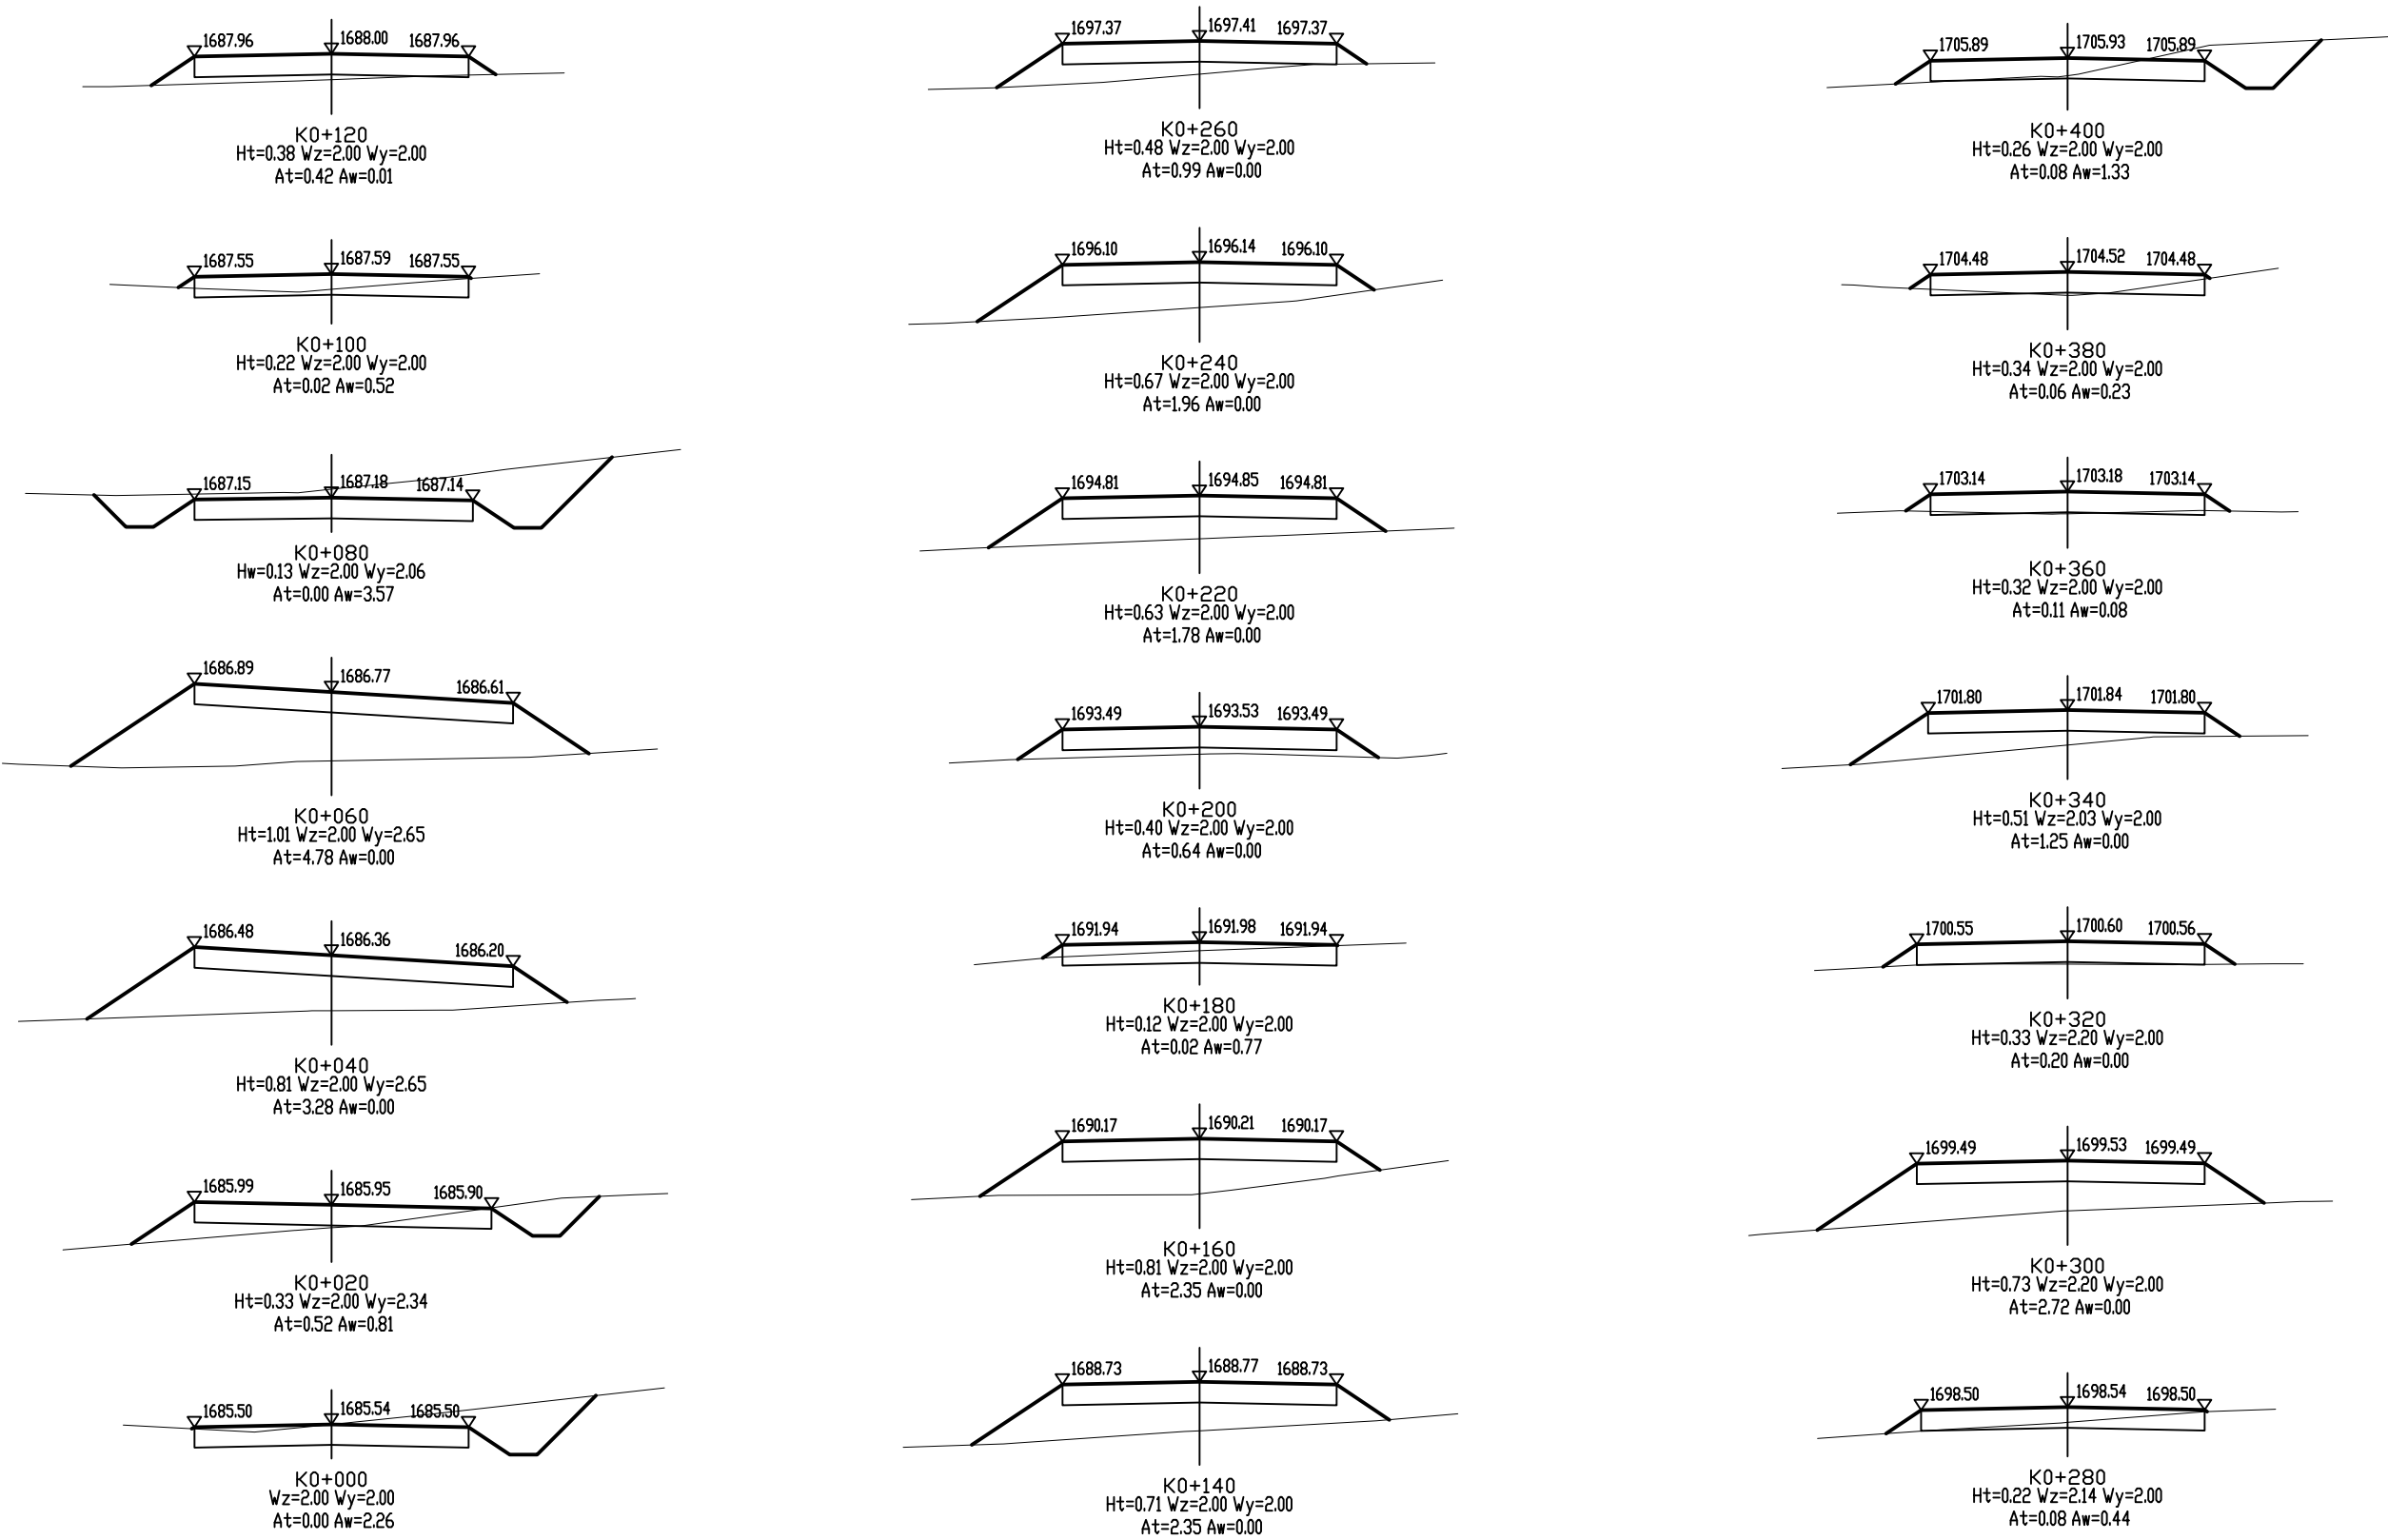 1687.96 1688.00 1687.96
K0+120
Ht=0.38 Wz=2.00 Wy=2.00
At=0.42 Aw=0.01
1687.55 1687.59 1687.55
K0+100
Ht=0.22 Wz=2.00 Wy=2.00
At=0.02 Aw=0.52
1687.15 1687.18 1687.14
K0+080
Hw=0.13 Wz=2.00 Wy=2.06
At=0.00 Aw=3.57
1686.89 1686.77 1686.61
K0+060
Ht=1.01 Wz=2.00 Wy=2.65
At=4.78 Aw=0.00
1686.48 1686.36 1686.20
K0+040
Ht=0.81 Wz=2.00 Wy=2.65
At=3.28 Aw=0.00
1685.99 1685.95 1685.90
K0+020
Ht=0.33 Wz=2.00 Wy=2.34
At=0.52 Aw=0.81
1685.50 1685.54 1685.50
K0+000
Wz=2.00 Wy=2.00
At=0.00 Aw=2.26
1697.37 1697.41 1697.37
K0+260
Ht=0.48 Wz=2.00 Wy=2.00
At=0.99 Aw=0.00
1696.10 1696.14 1696.10
K0+240
Ht=0.67 Wz=2.00 Wy=2.00
At=1.96 Aw=0.00
1694.81 1694.85 1694.81
K0+220
Ht=0.63 Wz=2.00 Wy=2.00
At=1.78 Aw=0.00
1693.49 1693.53 1693.49
K0+200
Ht=0.40 Wz=2.00 Wy=2.00
At=0.64 Aw=0.00
1691.94 1691.98 1691.94
K0+180
Ht=0.12 Wz=2.00 Wy=2.00
At=0.02 Aw=0.77
1690.17 1690.21 1690.17
K0+160
Ht=0.81 Wz=2.00 Wy=2.00
At=2.35 Aw=0.00
1688.73 1688.77 1688.73
K0+140
Ht=0.71 Wz=2.00 Wy=2.00
At=2.35 Aw=0.00
1705.89 1705.93 1705.89
K0+400
Ht=0.26 Wz=2.00 Wy=2.00
At=0.08 Aw=1.33
1704.48 1704.52 1704.48
K0+380
Ht=0.34 Wz=2.00 Wy=2.00
At=0.06 Aw=0.23
1703.14 1703.18 1703.14
K0+360
Ht=0.32 Wz=2.00 Wy=2.00
At=0.11 Aw=0.08
1701.80 1701.84 1701.80
K0+340
Ht=0.51 Wz=2.03 Wy=2.00
At=1.25 Aw=0.00
1700.55 1700.60 1700.56
K0+320
Ht=0.33 Wz=2.20 Wy=2.00
At=0.20 Aw=0.00
1699.49 1699.53 1699.49
K0+300
Ht=0.73 Wz=2.20 Wy=2.00
At=2.72 Aw=0.00
1698.50 1698.54 1698.50
K0+280
Ht=0.22 Wz=2.14 Wy=2.00
At=0.08 Aw=0.44